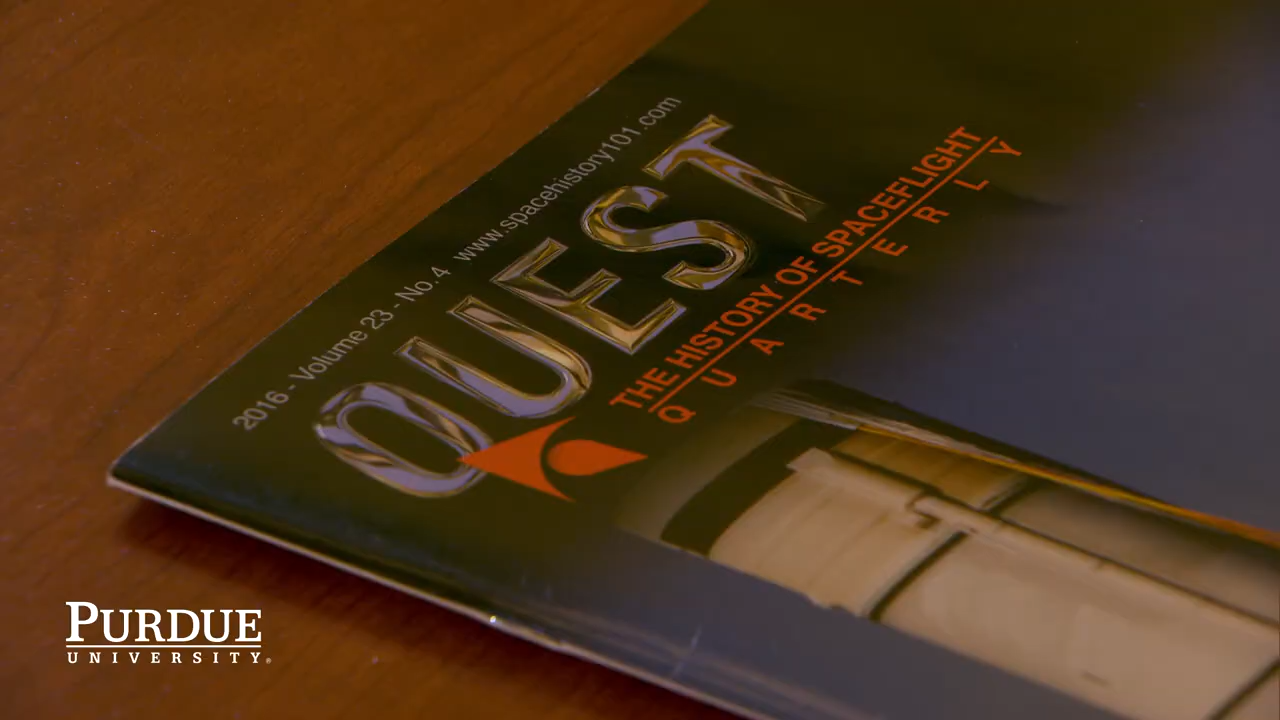 2016 - Volume 23 - No.4 www.spacehistory101.com
QUEST
THE HISTORY OF SPACEFLIGHT
QUARTERLY
PURDUE
UNIVERSITY®